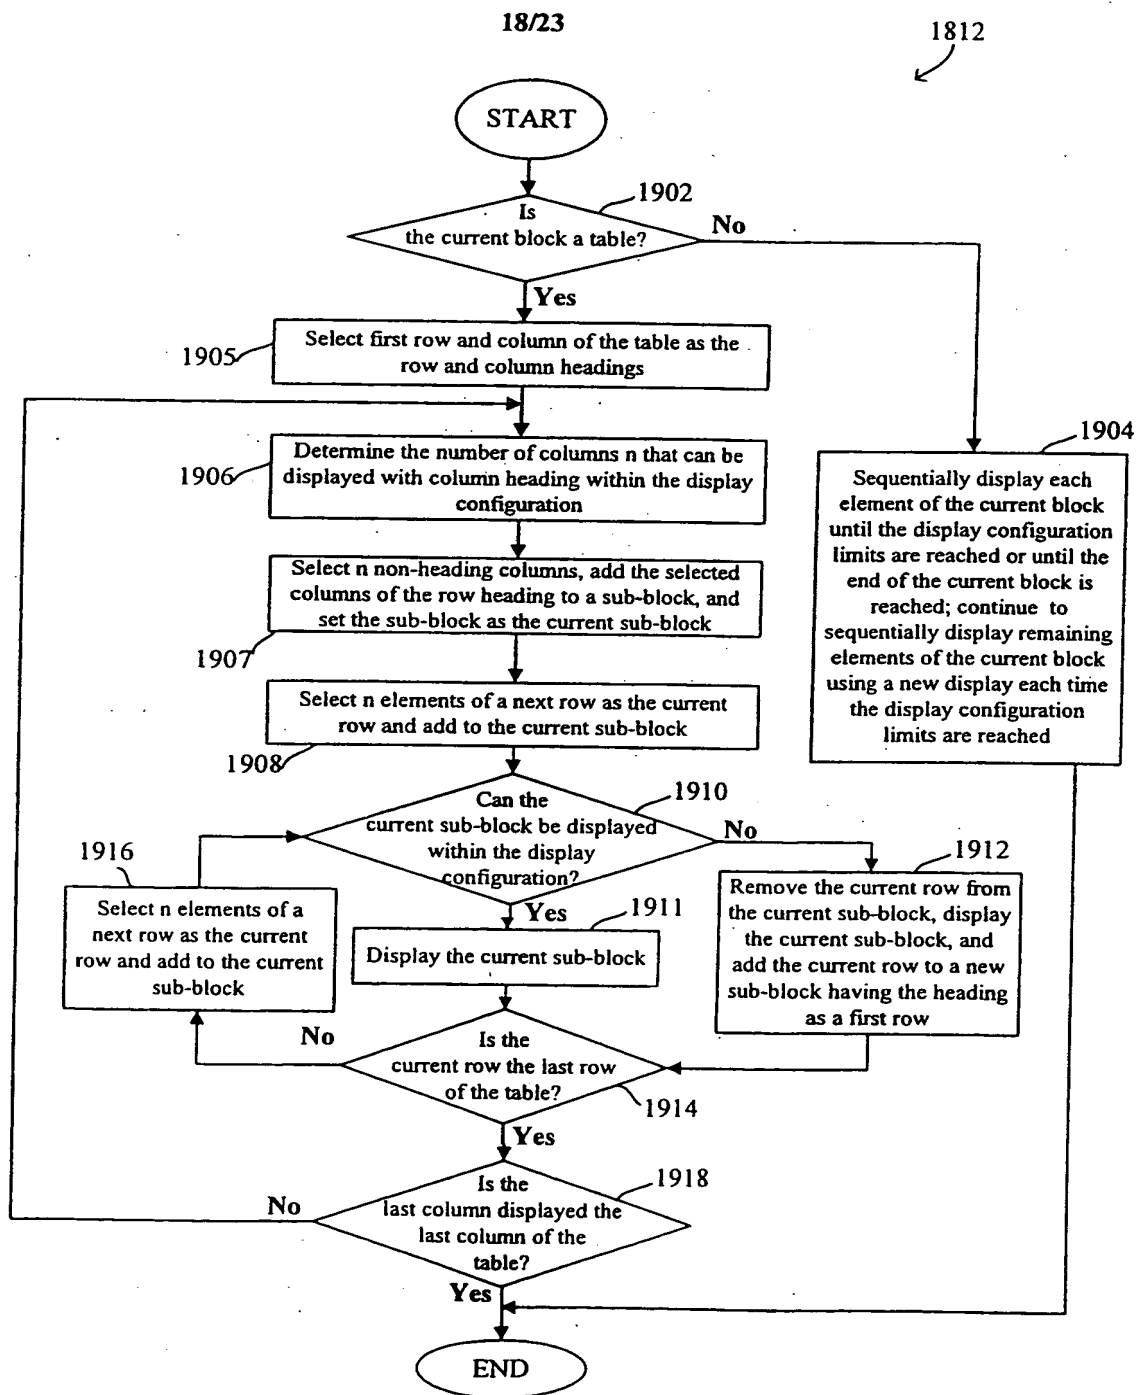 18/23
1812
START
1902
Is
the current block a table?
No
Yes
1905
Select first row and column of the table as the
row and column headings
1904
1906
Determine the number of columns n that can be
displayed with column heading within the display
configuration
Sequentially display each
element of the current block
until the display configuration
limits are reached or until the
end of the current block is
reached; continue to
sequentially display remaining
elements of the current block
using a new display each time
the display configuration
limits are reached
Select n non-heading columns, add the selected
columns of the row heading to a sub-block, and
set the sub-block as the current sub-block
1907
Select n elements of a next row as the current
row and add to the current sub-block
1908
1910
Can the
current sub-block be displayed
within the display
configuration?
No
Yes
1916
Select n elements of a
next row as the current
row and add to the current
sub-block
1911
Display the current sub-block
1912
Remove the current row from
the current sub-block, display
the current sub-block, and
add the current row to a new
sub-block having the heading
as a first row
No
Is the
current row the last row
of the table?
1914
Yes
1918
Is the
last column displayed the
last column of the
table?
No
Yes
END